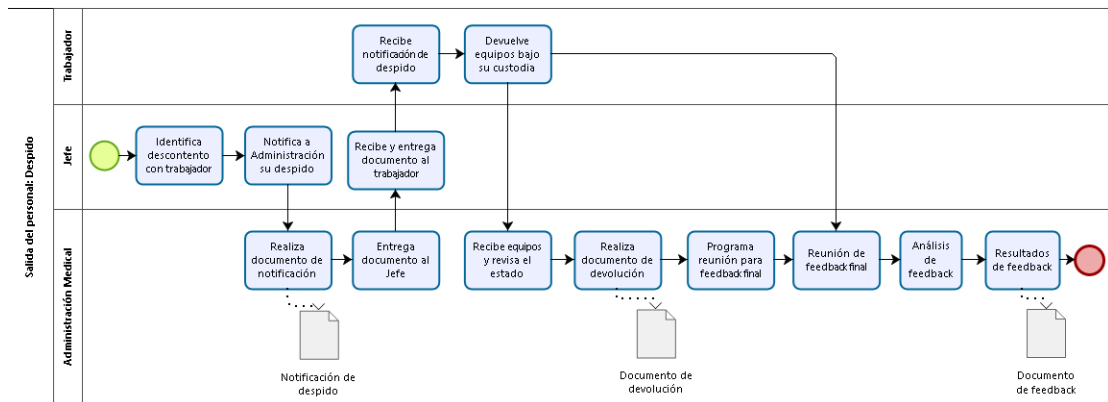 Salida del personal: Despido
Trabajador
Recibe
notificación de
despido
Devuelve
equipos bajo
su custodia
Jefe
Identifica
descontento
con trabajador
Notifica a
Administración
su despido
Recibe y entrega
documento al
trabajador
Administración Medical
Realiza
documento de
notificación
Entrega
documento al
Jefe
Recibe equipos
y revisa el
estado
Realiza
documento de
devolución
Programa
reunión para
feedback final
Reunión de
feedback final
Análisis
de
feedback
Resultados
de feedback
Notificación de
despido
Documento de
devolución
Documento
de feedback